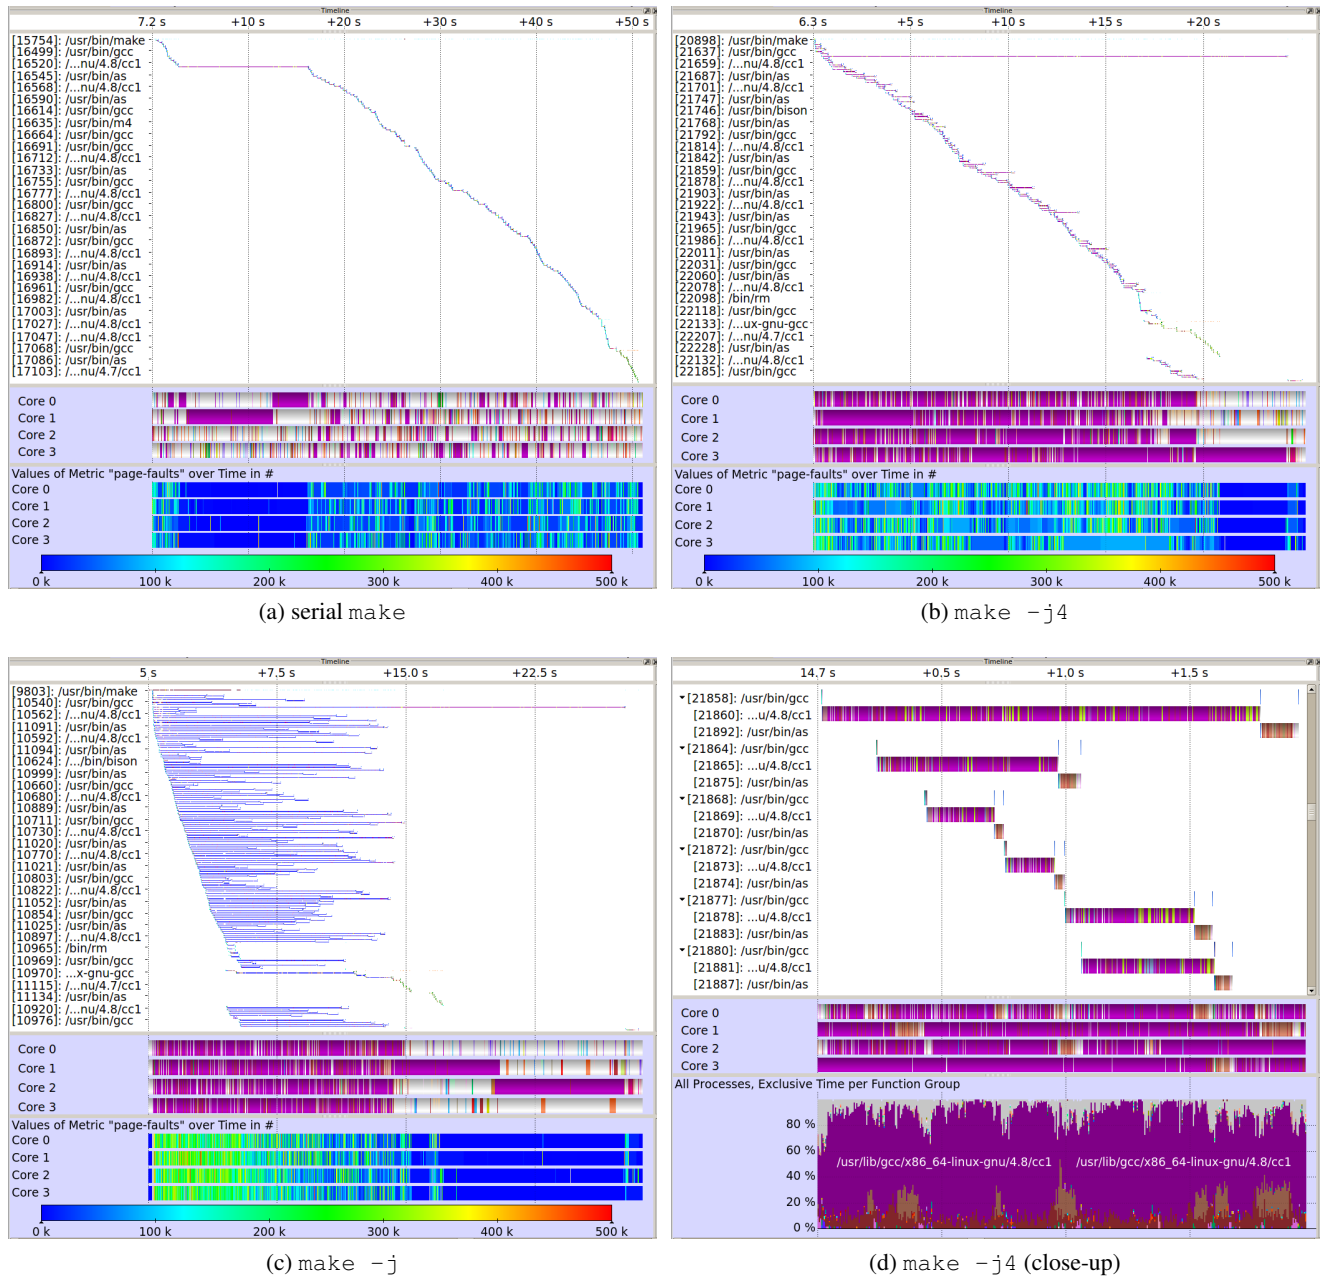 Timeline
7.2 s +10 s +20 s +30 s +40 s +50 s
[15754]: /usr/bin/make
[16499]: /usr/bin/gcc
[16520]: /...nu/4.8/cc1
[16545]: /usr/bin/as
[16568]: /...nu/4.8/cc1
[16590]: /usr/bin/as
[16614]: /usr/bin/gcc
[16635]: /usr/bin/m4
[16664]: /usr/bin/gcc
[16691]: /usr/bin/gcc
[16712]: /...nu/4.8/cc1
[16733]: /usr/bin/as
[16755]: /usr/bin/gcc
[16777]: /...nu/4.8/cc1
[16800]: /usr/bin/gcc
[16827]: /...nu/4.8/cc1
[16850]: /usr/bin/as
[16872]: /usr/bin/gcc
[16893]: /...nu/4.8/cc1
[16914]: /usr/bin/as
[16938]: /...nu/4.8/cc1
[16961]: /usr/bin/gcc
[16982]: /...nu/4.8/cc1
[17003]: /usr/bin/as
[17027]: /...nu/4.8/cc1
[17047]: /...nu/4.8/cc1
[17068]: /usr/bin/gcc
[17086]: /usr/bin/as
[17103]: /...nu/4.7/cc1
Core 0
Core 1
Core 2
Core 3
Values of Metric "page-faults" over Time in #
Core 0
Core 1
Core 2
Core 3
0 k 100 k 200 k 300 k 400 k 500 k
(a) serial make
Timeline
6.3 s +5 s +10 s +15 s +20 s
[20898]: /usr/bin/make
[21637]: /usr/bin/gcc
[21659]: /...nu/4.8/cc1
[21687]: /usr/bin/as
[21701]: /...nu/4.8/cc1
[21747]: /usr/bin/as
[21746]: /usr/bin/bison
[21768]: /usr/bin/as
[21792]: /usr/bin/gcc
[21814]: /...nu/4.8/cc1
[21842]: /usr/bin/as
[21859]: /usr/bin/gcc
[21878]: /...nu/4.8/cc1
[21903]: /usr/bin/as
[21922]: /...nu/4.8/cc1
[21943]: /usr/bin/as
[21965]: /usr/bin/gcc
[21986]: /...nu/4.8/cc1
[22011]: /usr/bin/as
[22031]: /usr/bin/gcc
[22060]: /usr/bin/as
[22078]: /...nu/4.8/cc1
[22098]: /bin/rm
[22118]: /usr/bin/gcc
[22133]: /...ux-gnu-gcc
[22207]: /...nu/4.7/cc1
[22228]: /usr/bin/as
[22132]: /...nu/4.8/cc1
[22185]: /usr/bin/gcc
Core 0
Core 1
Core 2
Core 3
Values of Metric "page-faults" over Time in #
Core 0
Core 1
Core 2
Core 3
0 k 100 k 200 k 300 k 400 k 500 k
(b) make -j4
Timeline
5 s +7.5 s +15.0 s +22.5 s
[9803]: /usr/bin/make
[10540]: /usr/bin/gcc
[10562]: /...nu/4.8/cc1
[11091]: /usr/bin/as
[10592]: /...nu/4.8/cc1
[11094]: /usr/bin/as
[10624]: /.../bin/bison
[10999]: /usr/bin/as
[10660]: /usr/bin/gcc
[10680]: /...nu/4.8/cc1
[10889]: /usr/bin/as
[10711]: /usr/bin/gcc
[10730]: /...nu/4.8/cc1
[11020]: /usr/bin/as
[10770]: /...nu/4.8/cc1
[11021]: /usr/bin/as
[10803]: /usr/bin/gcc
[10822]: /...nu/4.8/cc1
[11052]: /usr/bin/as
[10854]: /usr/bin/gcc
[11025]: /usr/bin/as
[10897]: /...nu/4.8/cc1
[10965]: /bin/rm
[10969]: /usr/bin/gcc
[10970]: ...x-gnu-gcc
[11115]: /...nu/4.7/cc1
[11134]: /usr/bin/as
[10920]: /...nu/4.8/cc1
[10976]: /usr/bin/gcc
Core 0
Core 1
Core 2
Core 3
Values of Metric "page-faults" over Time in #
Core 0
Core 1
Core 2
Core 3
0 k 100 k 200 k 300 k 400 k 500 k
(c) make -j
Timeline
14.7 s +0.5 s +1.0 s +1.5 s
[21858]: /usr/bin/gcc
[21860]: ...u/4.8/cc1
[21892]: /usr/bin/as
[21864]: /usr/bin/gcc
[21865]: ...u/4.8/cc1
[21875]: /usr/bin/as
[21868]: /usr/bin/gcc
[21869]: ...u/4.8/cc1
[21870]: /usr/bin/as
[21872]: /usr/bin/gcc
[21873]: ...u/4.8/cc1
[21874]: /usr/bin/as
[21877]: /usr/bin/gcc
[21878]: ...u/4.8/cc1
[21883]: /usr/bin/as
[21880]: /usr/bin/gcc
[21881]: ...u/4.8/cc1
[21887]: /usr/bin/as
Core 0
Core 1
Core 2
Core 3
All Processes, Exclusive Time per Function Group
80 %
60 %
/usr/lib/gcc/x86_64-linux-gnu/4.8/cc1 /usr/lib/gcc/x86_64-linux-gnu/4.8/cc1
40 %
20 %
0 %
(d) make -j4 (close-up)